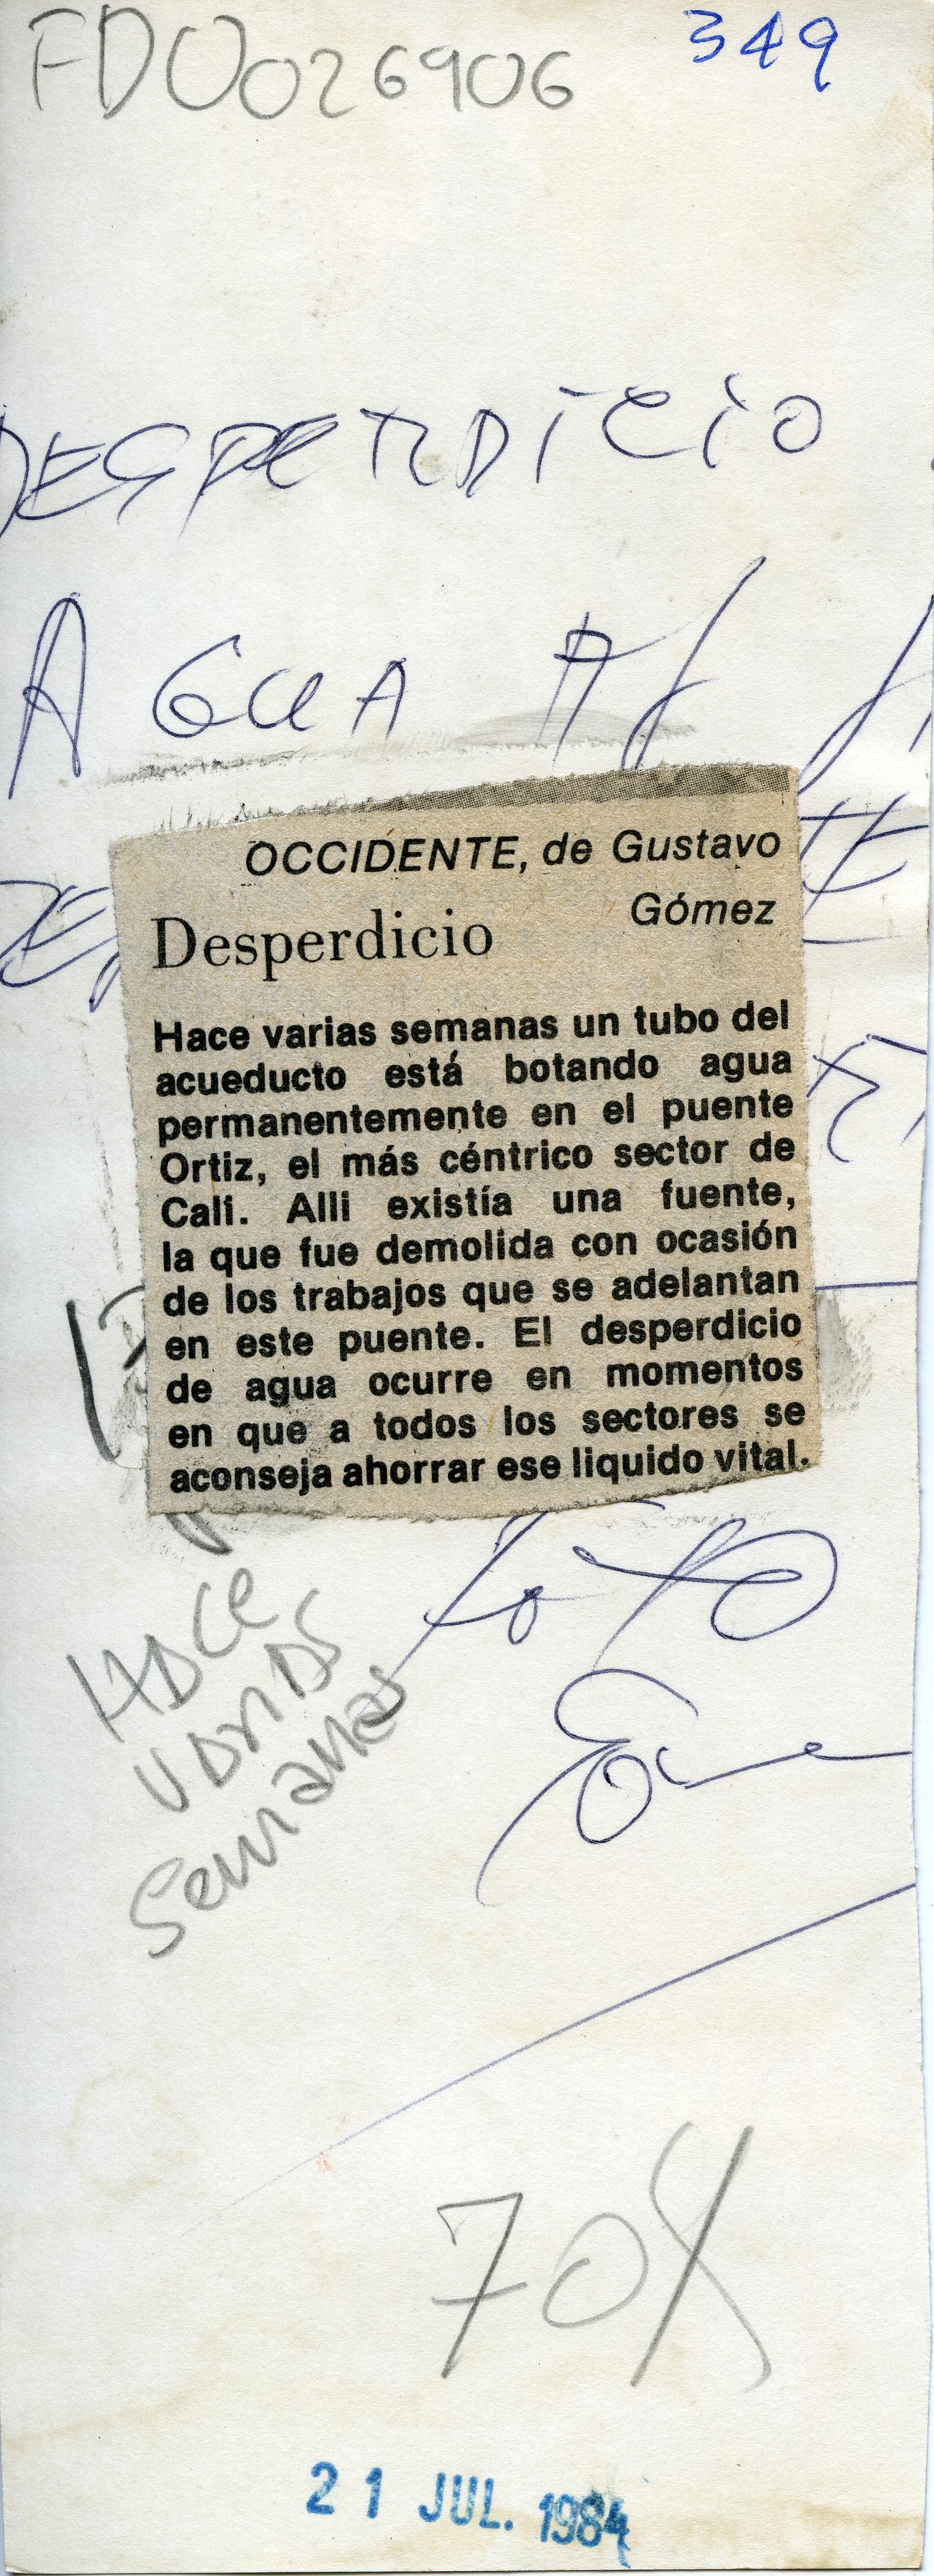 FDO026906 349
DESPERDICIO
AGUA
OCCIDENTE, de Gustavo
Gómez
Desperdicio
Hace varias semanas un tubo del
acueducto está botando agua
permanentemente en el puente
Ortiz, el más céntrico sector de
Cali. Alli existía una fuente,
la que fue demolida con ocasión
de los trabajos que se adelantan
en este puente. El desperdicio
de agua ocurre en momentos
en que a todos los sectores se
aconseja ahorrar ese liquido vital.
Foto
Hace
varias
semanas
21 JUL. 1984